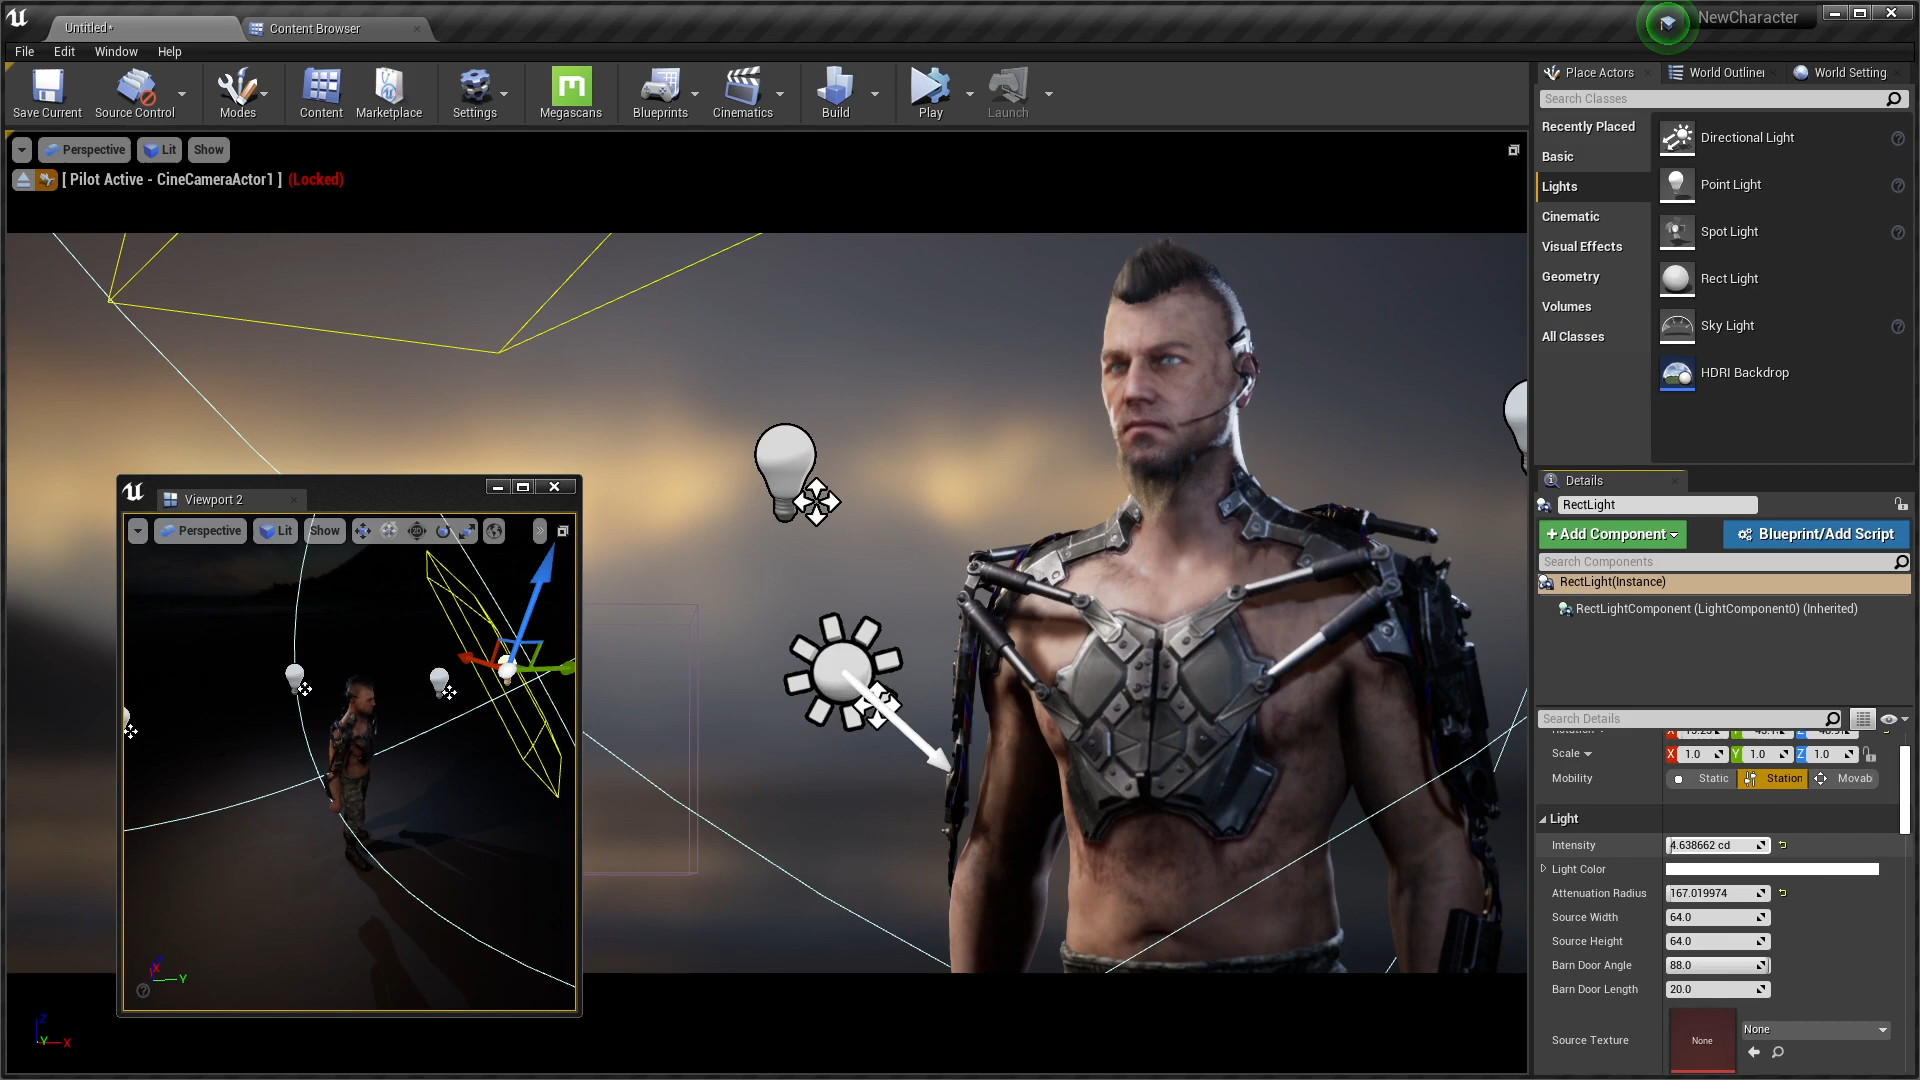 Untitled*
Content Browser
NewCharacter
File Edit Window Help
Save Current
Source Control
Modes
Content
Marketplace
Settings
Megascans
Blueprints
Cinematics
Build
Play
Launch
Perspective
Lit
Show
[ Pilot Active - CineCameraActor1 ] (Locked)
Viewport 2
Perspective
Lit
Show
Y
X
Z
Y
X
Place Actors
World Outliner
World Setting
Search Classes
Recently Placed
Basic
Lights
Cinematic
Visual Effects
Geometry
Volumes
All Classes
Directional Light
Point Light
Spot Light
Rect Light
Sky Light
HDRI Backdrop
Details
RectLight
+Add Component
Blueprint/Add Script
Search Components
RectLight(Instance)
RectLightComponent (LightComponent0) (Inherited)
Search Details
Scale X 1.0 Y 1.0 Z 1.0
Mobility Static Station Movab
Light
Intensity 4.638662 cd
Light Color
Attenuation Radius 167.019974
Source Width 64.0
Source Height 64.0
Barn Door Angle 88.0
Barn Door Length 20.0
Source Texture None None